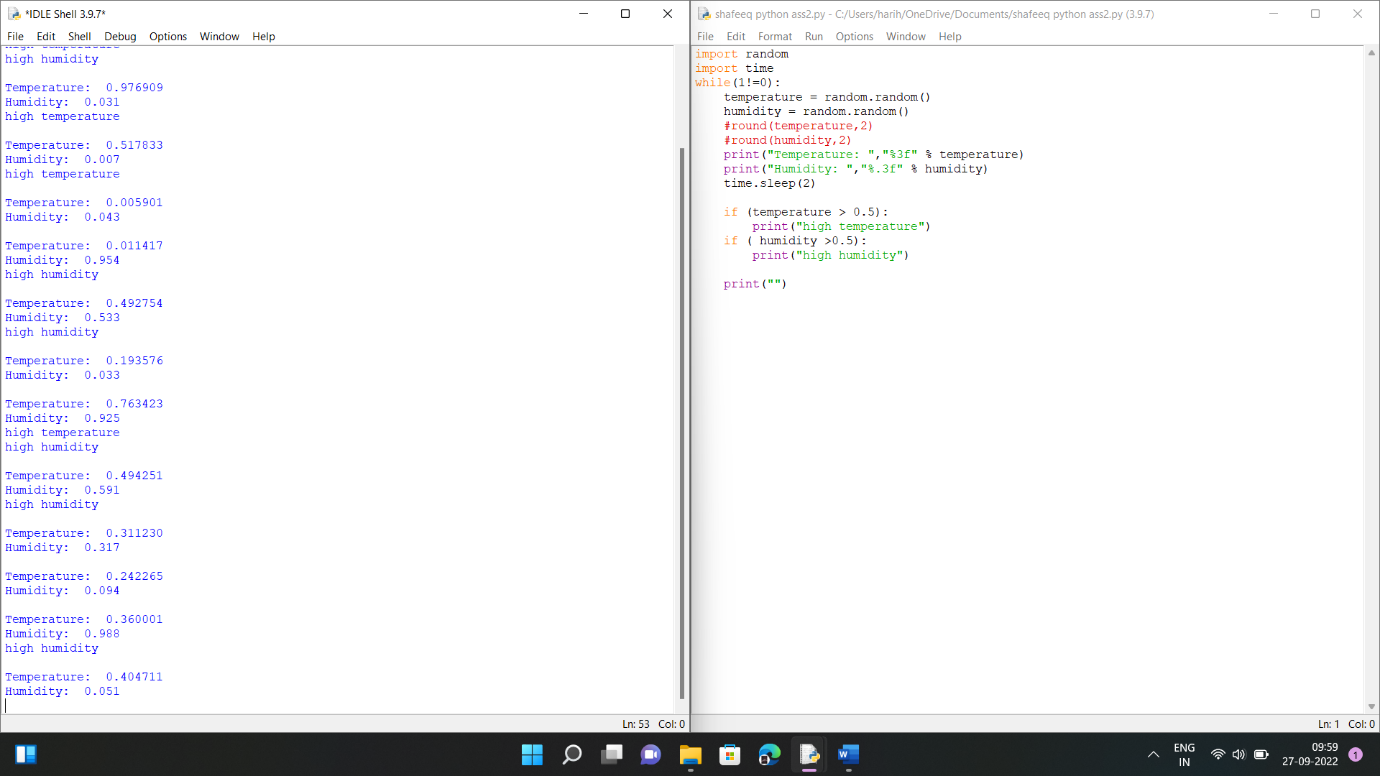 *IDLE Shell 3.9.7*
File Edit Shell Debug Options Window Help
high humidity

Temperature:  0.976909
Humidity:  0.031
high temperature

Temperature:  0.517833
Humidity:  0.007
high temperature

Temperature:  0.005901
Humidity:  0.043

Temperature:  0.011417
Humidity:  0.954
high humidity

Temperature:  0.492754
Humidity:  0.533
high humidity

Temperature:  0.193576
Humidity:  0.033

Temperature:  0.763423
Humidity:  0.925
high temperature
high humidity

Temperature:  0.494251
Humidity:  0.591
high humidity

Temperature:  0.311230
Humidity:  0.317

Temperature:  0.242265
Humidity:  0.094

Temperature:  0.360001
Humidity:  0.988
high humidity

Temperature:  0.404711
Humidity:  0.051
Ln: 53 Col: 0
shafeeq python ass2.py - C:/Users/harih/OneDrive/Documents/shafeeq python ass2.py (3.9.7)
File Edit Format Run Options Window Help
import random
import time
while(1!=0):
    temperature = random.random()
    humidity = random.random()
    #round(temperature,2)
    #round(humidity,2)
    print("Temperature: ","%3f" % temperature)
    print("Humidity: ","%.3f" % humidity)
    time.sleep(2)

    if (temperature > 0.5):
        print("high temperature")
    if ( humidity >0.5):
        print("high humidity")

    print("")
Ln: 1 Col: 0
ENG
IN
09:59
27-09-2022
1